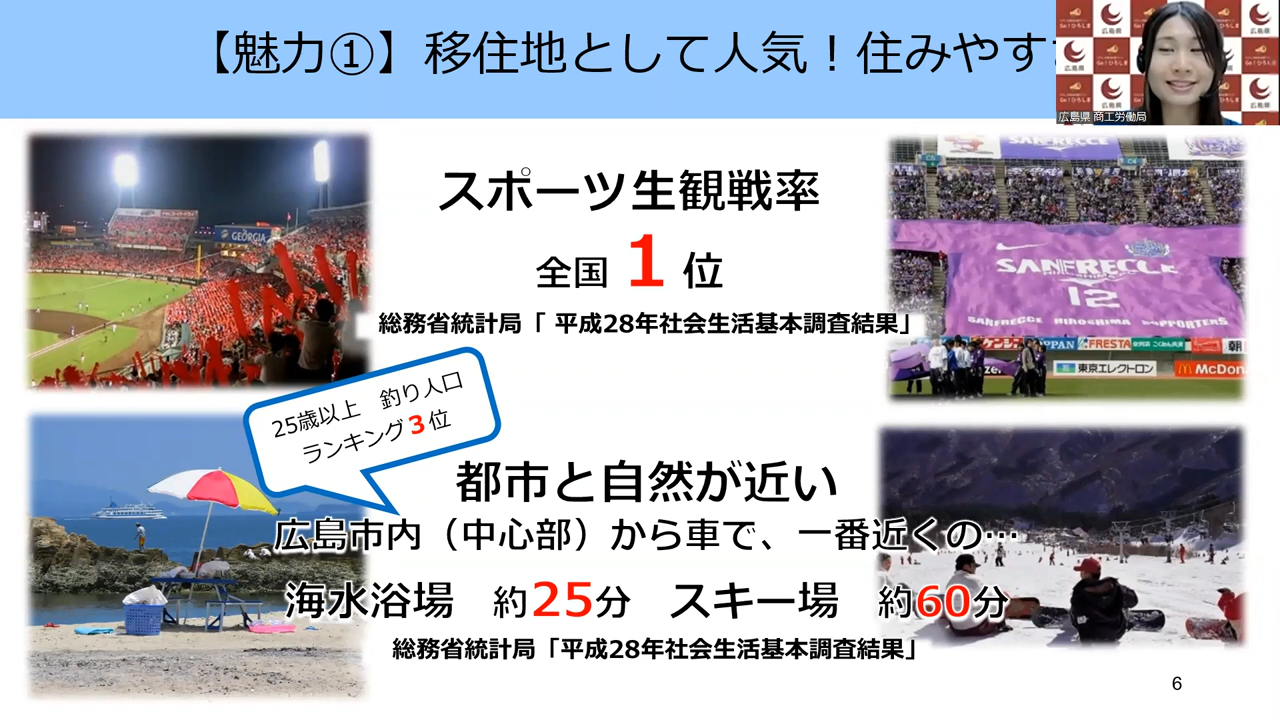 【魅力①】移住地として人気!住みやす
広島県 商工労働局
スポーツ生観戦率
全国 1 位
総務省統計局「 平成28年社会生活基本調査結果」
GEORGIA
SANFRECCE
12
SANFRECCE HIROSHIMA SUPPORTERS
東京エレクトロン
McDon
25歳以上 釣り人口
ランキング3位
都市と自然が近い
広島市内(中心部)から車で、一番近くの…
海水浴場 約25分 スキー場 約60分
総務省統計局「平成28年社会生活基本調査結果」
6